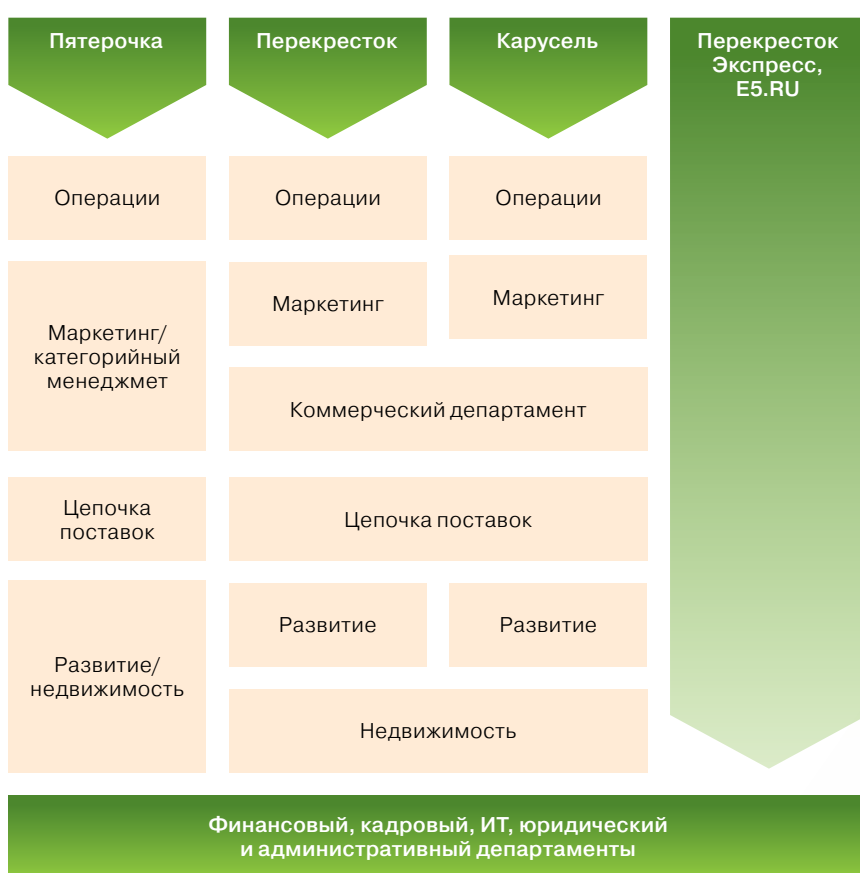 Пятерочка
Перекресток
Карусель
Перекресток
Экспресс,
E5.RU
Операции
Операции
Операции
Маркетинг/
категорийный
менеджмет
Маркетинг
Маркетинг
Коммерческий департамент
Цепочка
поставок
Цепочка поставок
Развитие/
недвижимость
Развитие
Развитие
Недвижимость
Финансовый, кадровый, ИТ, юридический
и административный департаменты